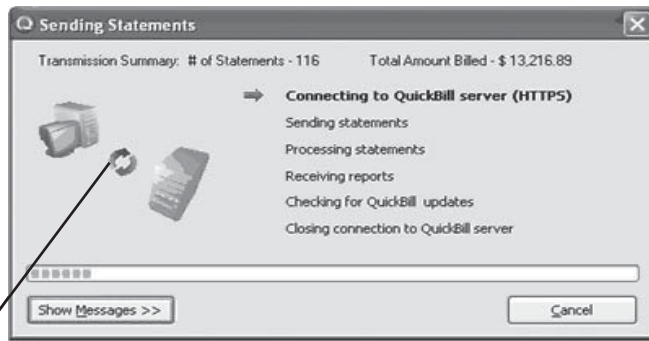 Sending Statements
Transmission Summary: # of Statements - 116 Total Amount Billed - $ 13,216.89
Connecting to QuickBill server (HTTPS)
Sending statements
Processing statements
Receiving reports
Checking for QuickBill updates
Closing connection to QuickBill server
Show Messages >> Cancel